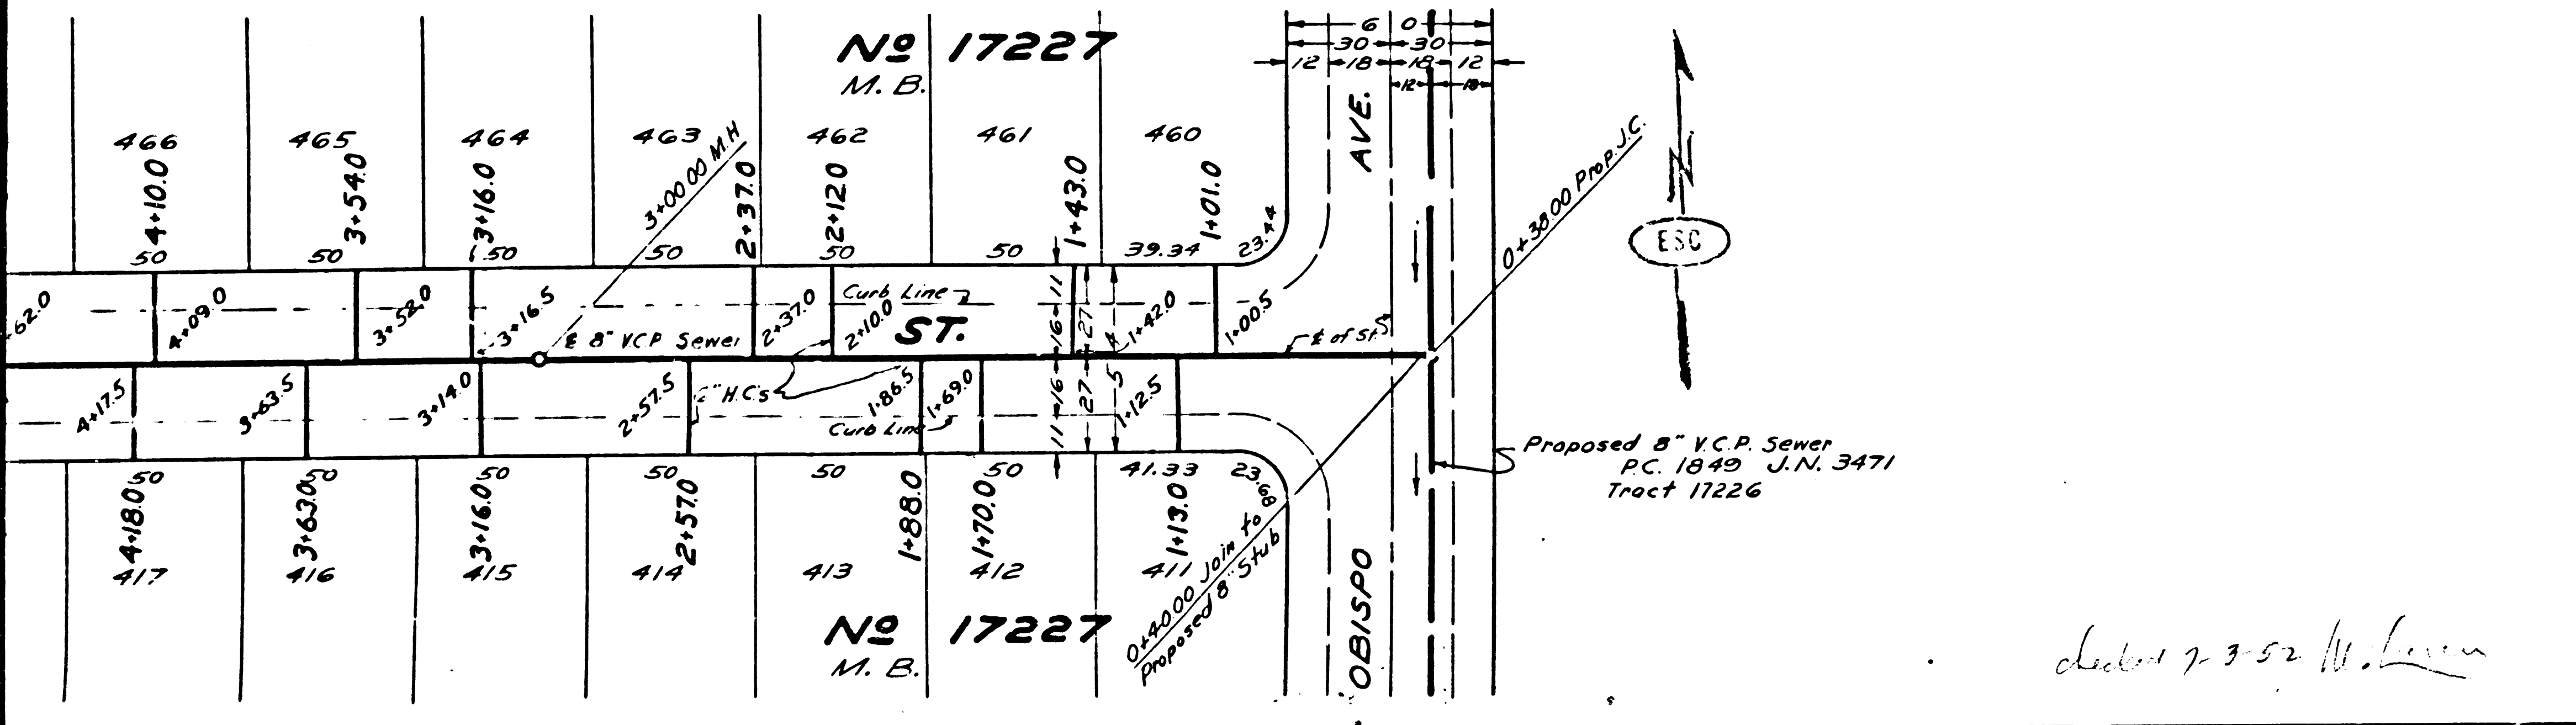 No 17227
M. B.
6 0
30 30
12 18 18 12
12 18
AVE.
466 465 464 463 462 461 460
4+10.0
3+54.0
3+16.0
3+00.00 M.H
2+37.0
2+12.0
1+43.0
1+01.0
50 50 50 50 50 50 39.34 23.44
0+38.00 Prop. J.C.
N
ESC
62.0
4+09.0
3+52.0
3+16.5
2+37.0
2+10.0
1+42.0
1+00.5
Curb Line
ST.
℄ 8" VCP Sewer
℄ of St.
11
16
27
54
27
16
11
4+17.5
3+63.5
3+14.0
2+57.5
6" H.C.s
1+86.5
1+69.0
1+12.5
Curb Line
50 50 50 50 50 50 41.33 23.68
4+18.0
3+63.0
3+16.0
2+57.0
1+88.0
1+70.0
1+13.0
417 416 415 414 413 412 411
No 17227
M. B.
0+40.00 Join to
Proposed 8" Stub
OBISPO
Proposed 8" V.C.P. Sewer
P.C. 1849 J.N. 3471
Tract 17226
checked 7-3-52